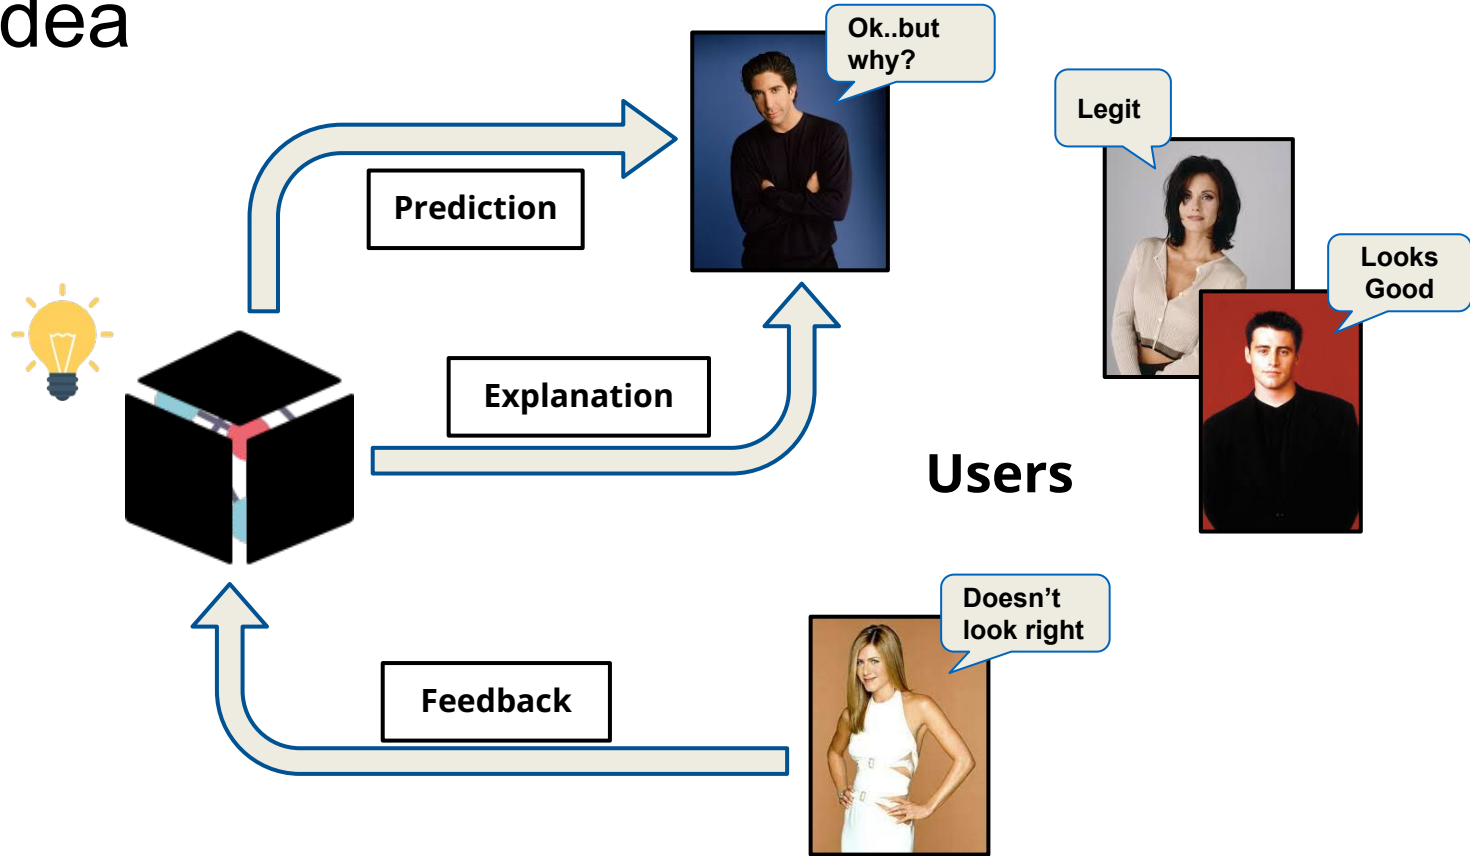 dea
Ok..but
why?
Legit
Prediction
Looks
Good
Explanation
Users
Doesn’t
look right
Feedback